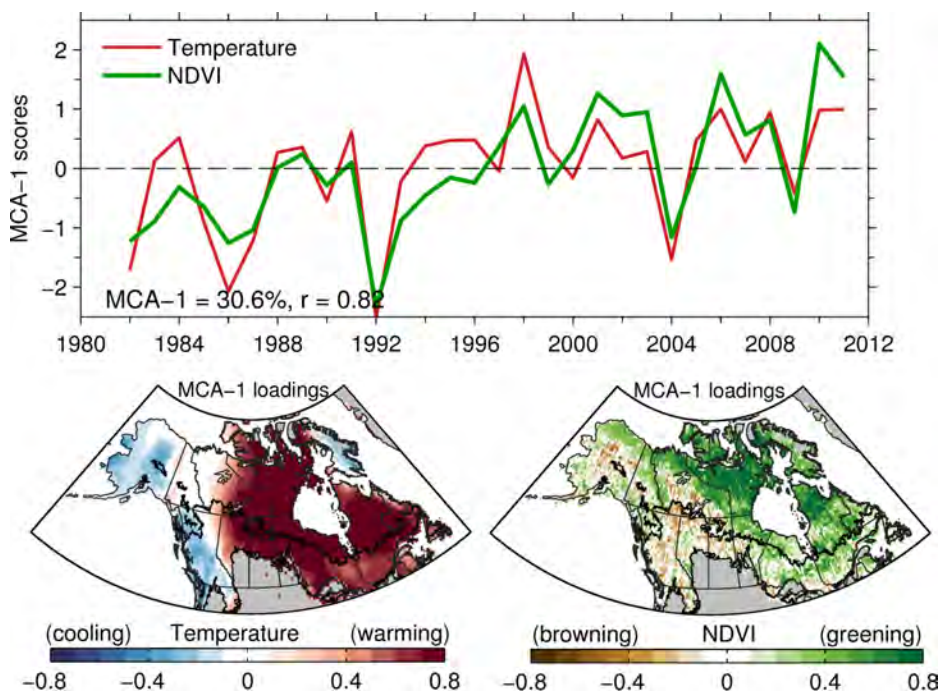 Temperature
NDVI
MCA-1 scores
2
1
0
-1
-2
MCA-1 = 30.6%, r = 0.82
1980 1984 1988 1992 1996 2000 2004 2008 2012
MCA-1 loadings
MCA-1 loadings
(cooling) Temperature (warming)
-0.8 -0.4 0 0.4 0.8
(browning) NDVI (greening)
-0.8 -0.4 0 0.4 0.8